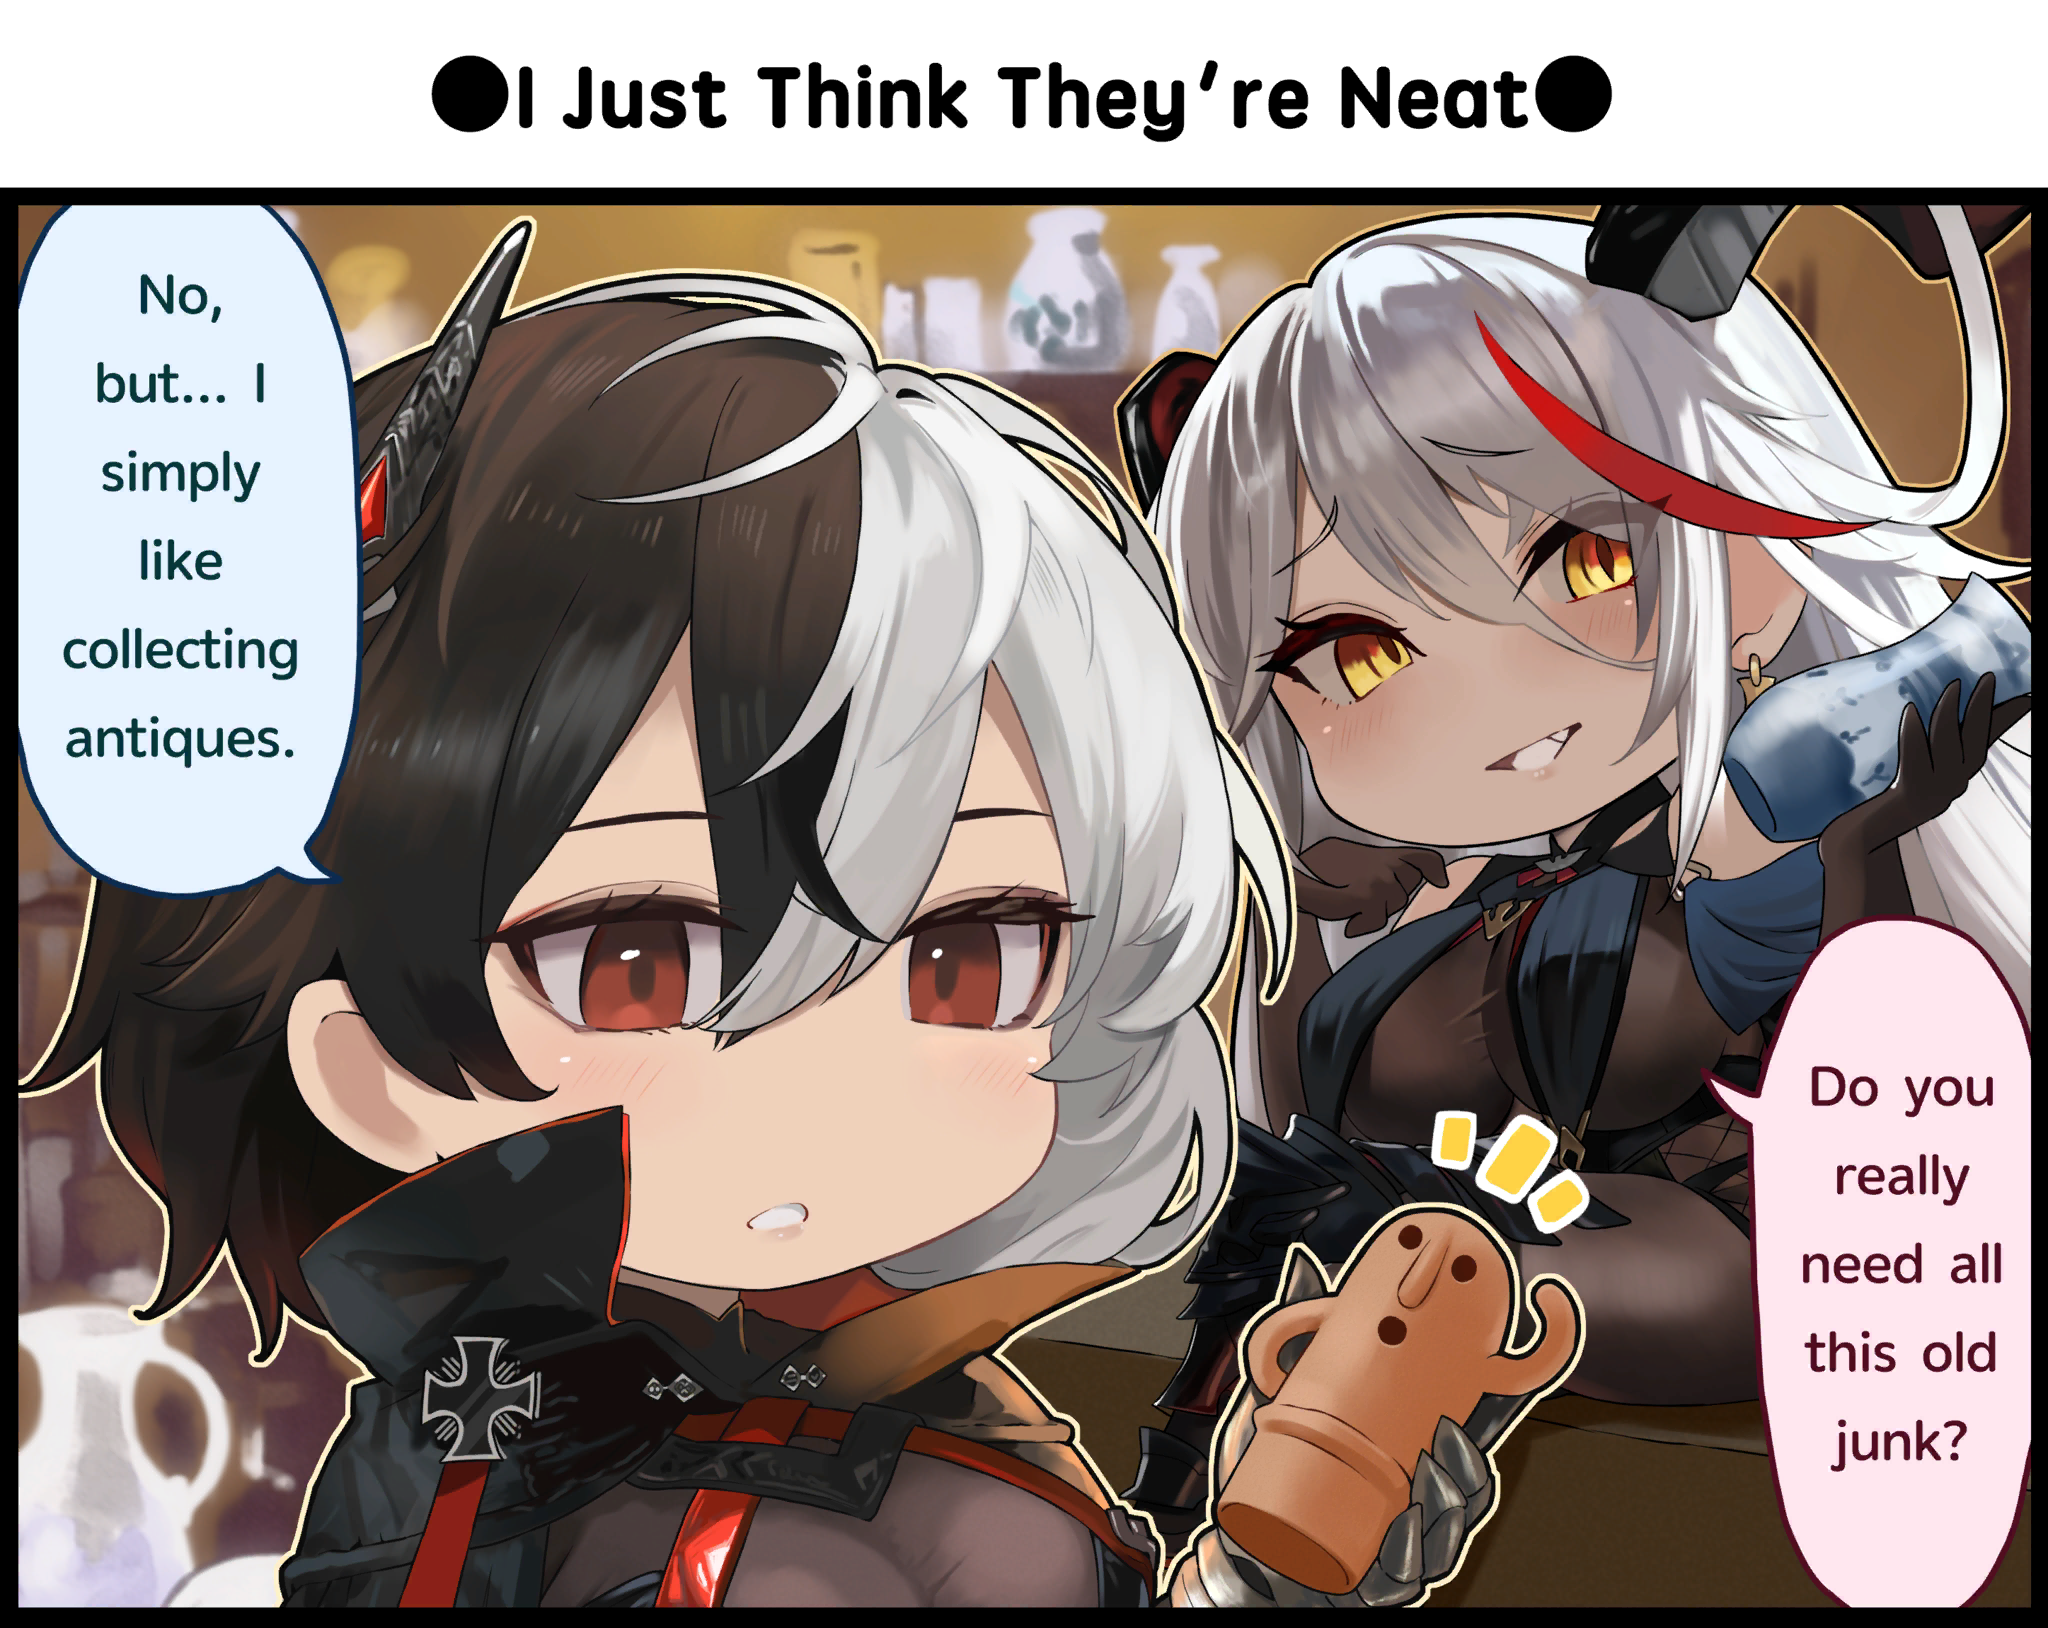 ●I Just Think They're Neat●
Do you
really
need all
this old
junk?
No,
but... I
simply
like
collecting
antiques.